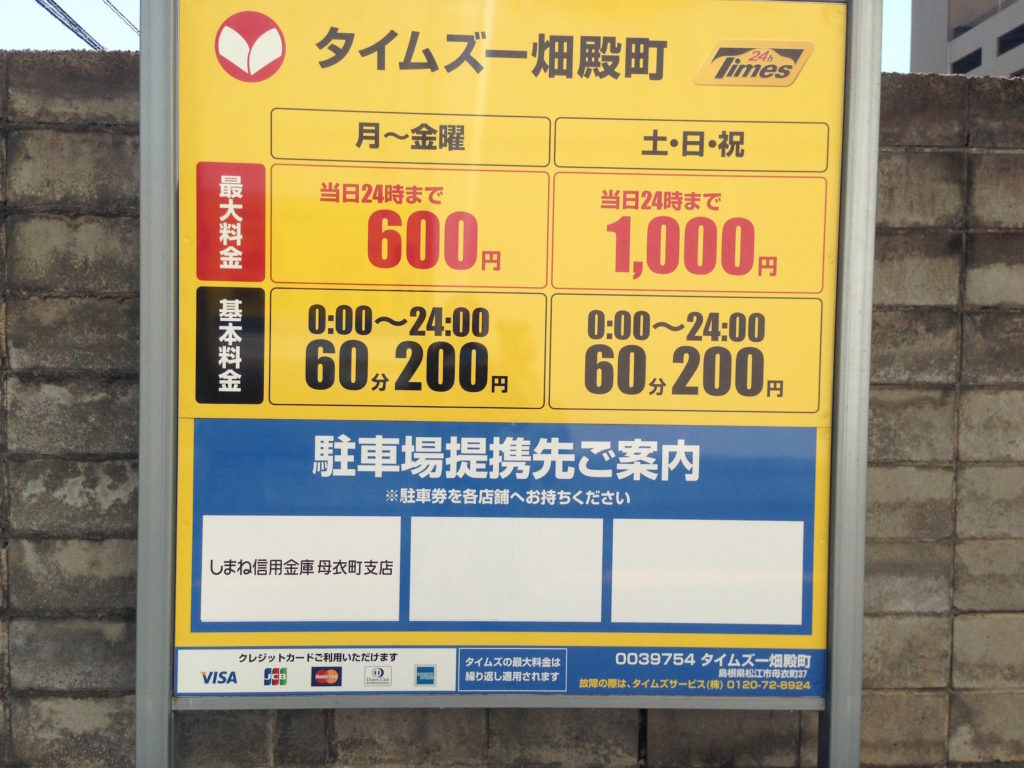 タイムズ一畑殿町
24h
Times
月～金曜
土・日・祝
最大料金
当日24時まで
600円
当日24時まで
1,000円
基本料金
0:00～24:00
60分200円
0:00～24:00
60分200円
駐車場提携先ご案内
※駐車券を各店舗へお持ちください
しまね信用金庫 母衣町支店
クレジットカードご利用いただけます
VISA
JCB
MasterCard
Diners Club
タイムズの最大料金は
繰り返し適用されます
0039754 タイムズ一畑殿町
島根県松江市母衣町37
故障の際は、タイムズサービス(株) 0120-72-8924